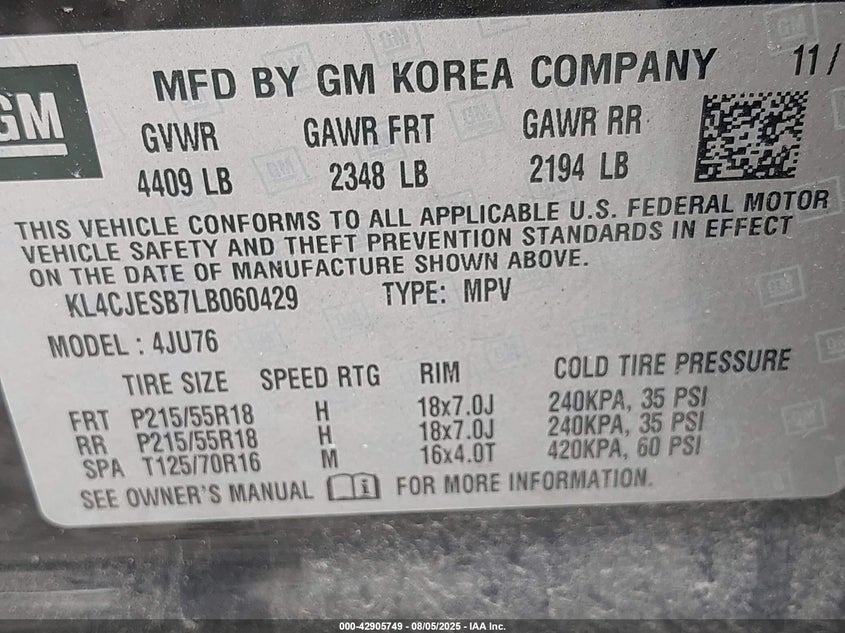 GM
MFD BY GM KOREA COMPANY 11/
GVWR GAWR FRT GAWR RR
4409 LB 2348 LB 2194 LB
THIS VEHICLE CONFORMS TO ALL APPLICABLE U.S. FEDERAL MOTOR
VEHICLE SAFETY AND THEFT PREVENTION STANDARDS IN EFFECT
ON THE DATE OF MANUFACTURE SHOWN ABOVE.
KL4CJESB7LB060429 TYPE: MPV
MODEL : 4JU76
TIRE SIZE SPEED RTG RIM COLD TIRE PRESSURE
FRT P215/55R18 H 18x7.0J 240KPA, 35 PSI
RR P215/55R18 H 18x7.0J 240KPA, 35 PSI
SPA T125/70R16 M 16x4.0T 420KPA, 60 PSI
SEE OWNER'S MANUAL FOR MORE INFORMATION.
000-42905749 - 08/05/2025 - IAA Inc.